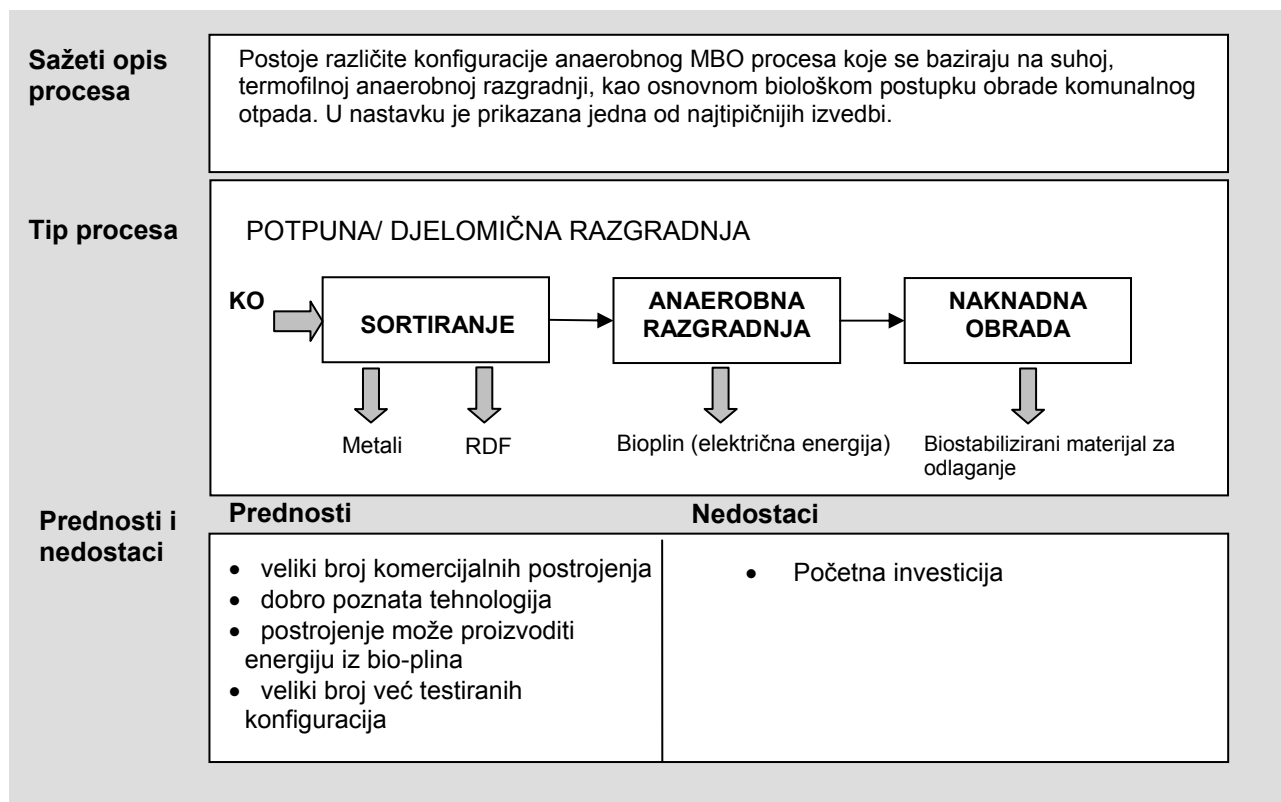 Sažeti opis
procesa
Postoje različite konfiguracije anaerobnog MBO procesa koje se baziraju na suhoj,
termofilnoj anaerobnoj razgradnji, kao osnovnom biološkom postupku obrade komunalnog
otpada. U nastavku je prikazana jedna od najtipičnijih izvedbi.
Tip procesa
POTPUNA/ DJELOMIČNA RAZGRADNJA
KO
SORTIRANJE
ANAEROBNA
RAZGRADNJA
NAKNADNA
OBRADA
Metali
RDF
Bioplin (električna energija)
Biostabilizirani materijal za
odlaganje
Prednosti i
nedostaci
Prednosti
• veliki broj komercijalnih postrojenja
• dobro poznata tehnologija
• postrojenje može proizvoditi
energiju iz bio-plina
• veliki broj već testiranih
konfiguracija
Nedostaci
• Početna investicija